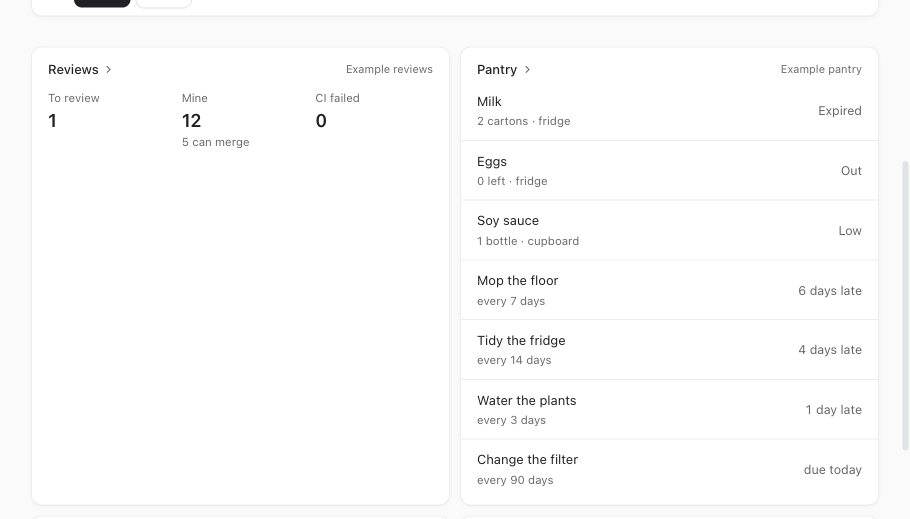 Reviews
Example reviews
To review
1
Mine
12
5 can merge
CI failed
0
Pantry
Example pantry
Milk
2 cartons · fridge
Expired
Eggs
0 left · fridge
Out
Soy sauce
1 bottle · cupboard
Low
Mop the floor
every 7 days
6 days late
Tidy the fridge
every 14 days
4 days late
Water the plants
every 3 days
1 day late
Change the filter
every 90 days
due today